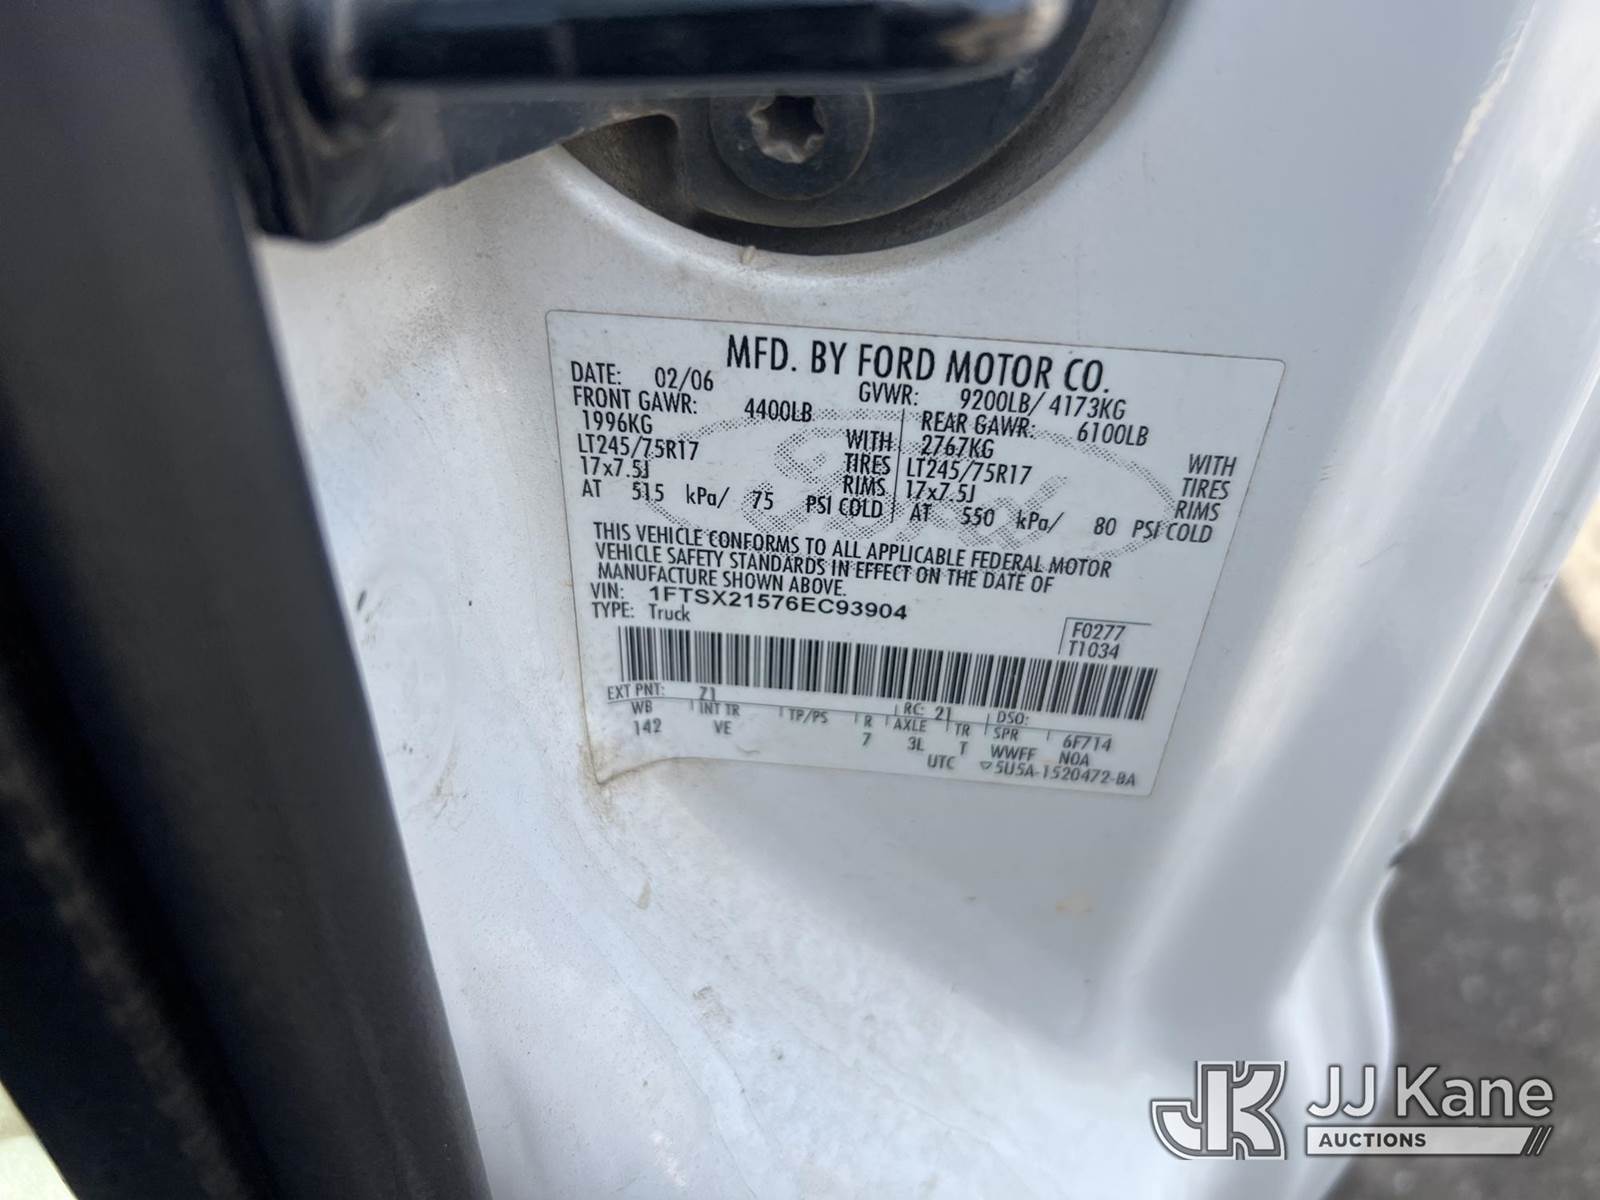 MFD. BY FORD MOTOR CO.
DATE: 02/06 GVWR: 9200LB/ 4173KG
FRONT GAWR: 4400LB REAR GAWR: 6100LB
1996KG WITH 2767KG WITH
LT245/75R17 TIRES LT245/75R17 TIRES
17x7.5J RIMS 17x7.5J RIMS
AT 515 kPa/ 75 PSI COLD AT 550 kPa/ 80 PSI COLD
THIS VEHICLE CONFORMS TO ALL APPLICABLE FEDERAL MOTOR
VEHICLE SAFETY STANDARDS IN EFFECT ON THE DATE OF
MANUFACTURE SHOWN ABOVE.
VIN: 1FTSX21576EC93904
TYPE: Truck
F0277
T1034
EXT PNT: Z1 RC: 21 DSO:
WB INT TR TP/PS R AXLE TR SPR 6F714
142 VE 7 3L T WWFF N0A
UTC 5U5A-1520472-BA
Ford
JK JJ Kane
AUCTIONS